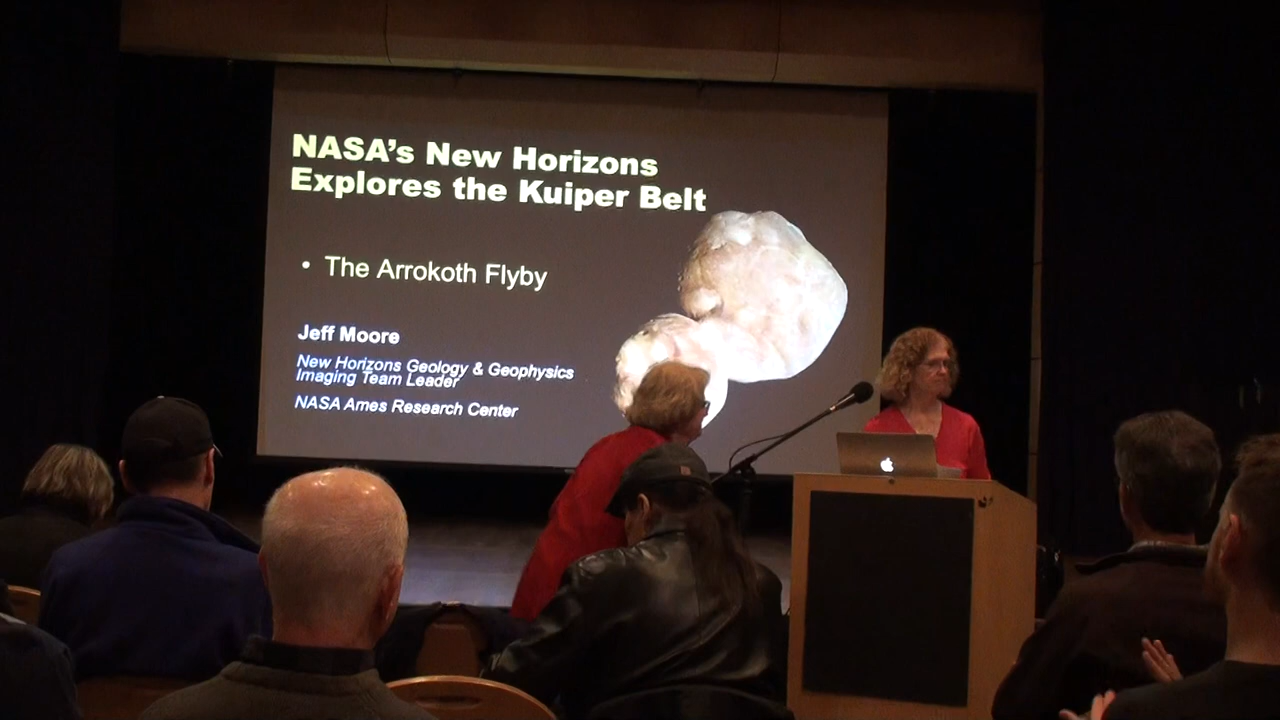 NASA's New Horizons
Explores the Kuiper Belt
• The Arrokoth Flyby
Jeff Moore
New Horizons Geology & Geophysics
Imaging Team Leader
NASA Ames Research Center